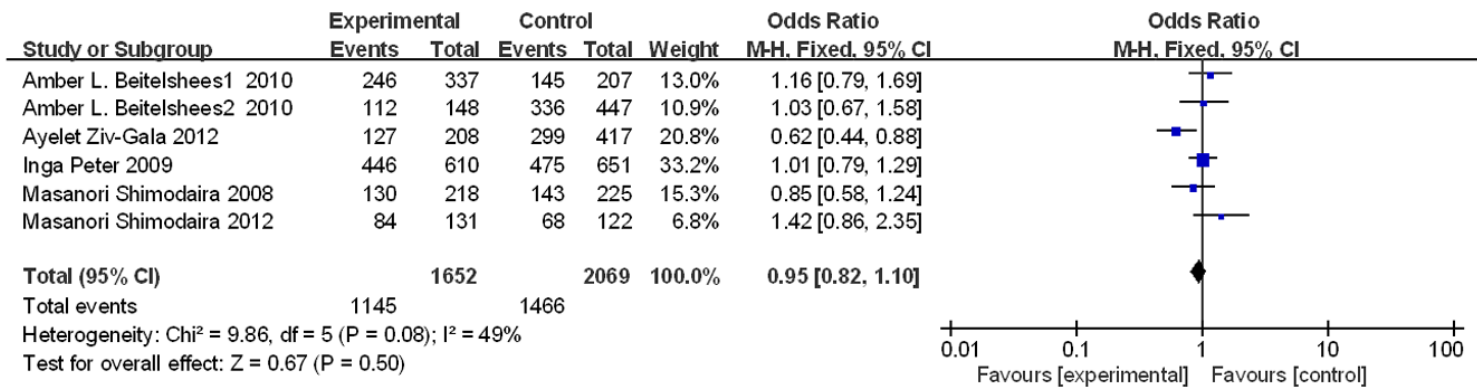 Experimental Control Odds Ratio Odds Ratio
Study or Subgroup Events Total Events Total Weight M-H, Fixed, 95% CI M-H, Fixed, 95% CI
Amber L. Beitelshees1 2010 246 337 145 207 13.0% 1.16 [0.79, 1.69]
Amber L. Beitelshees2 2010 112 148 336 447 10.9% 1.03 [0.67, 1.58]
Ayelet Ziv-Gala 2012 127 208 299 417 20.8% 0.62 [0.44, 0.88]
Inga Peter 2009 446 610 475 651 33.2% 1.01 [0.79, 1.29]
Masanori Shimodaira 2008 130 218 143 225 15.3% 0.85 [0.58, 1.24]
Masanori Shimodaira 2012 84 131 68 122 6.8% 1.42 [0.86, 2.35]
Total (95% CI) 1652 2069 100.0% 0.95 [0.82, 1.10]
Total events 1145 1466
Heterogeneity: Chi² = 9.86, df = 5 (P = 0.08); I² = 49%
Test for overall effect: Z = 0.67 (P = 0.50)
0.01 0.1 1 10 100
Favours [experimental] Favours [control]